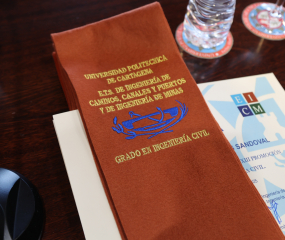 UNIVERSIDAD POLITÉCNICA
DE CARTAGENA
E.T.S. DE INGENIERÍA DE
CAMINOS, CANALES Y PUERTOS
Y DE INGENIERÍA DE MINAS
GRADO EN INGENIERÍA CIVIL
E I
C M
SANDOVAL
CIVIL